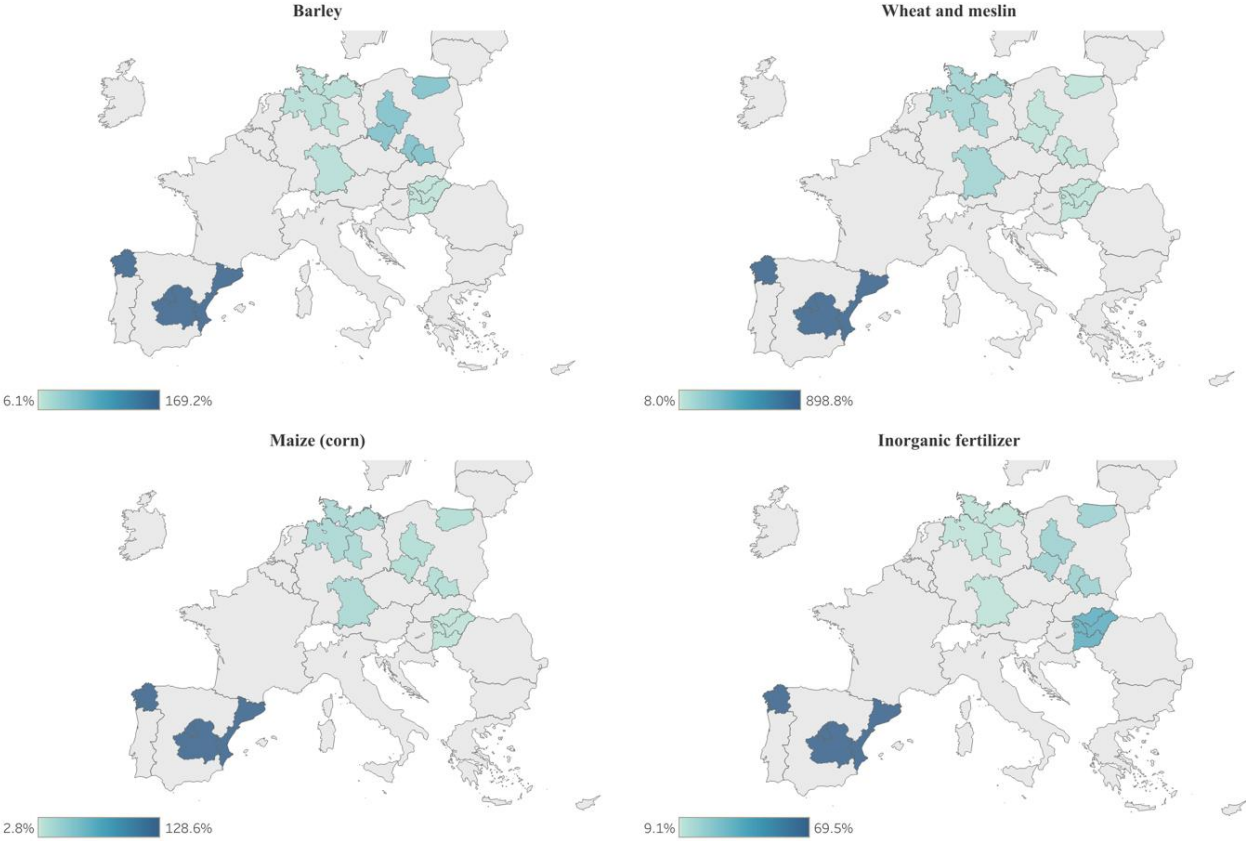 Barley
Wheat and meslin
6.1% 169.2%
8.0% 898.8%
Maize (corn)
Inorganic fertilizer
2.8% 128.6%
9.1% 69.5%